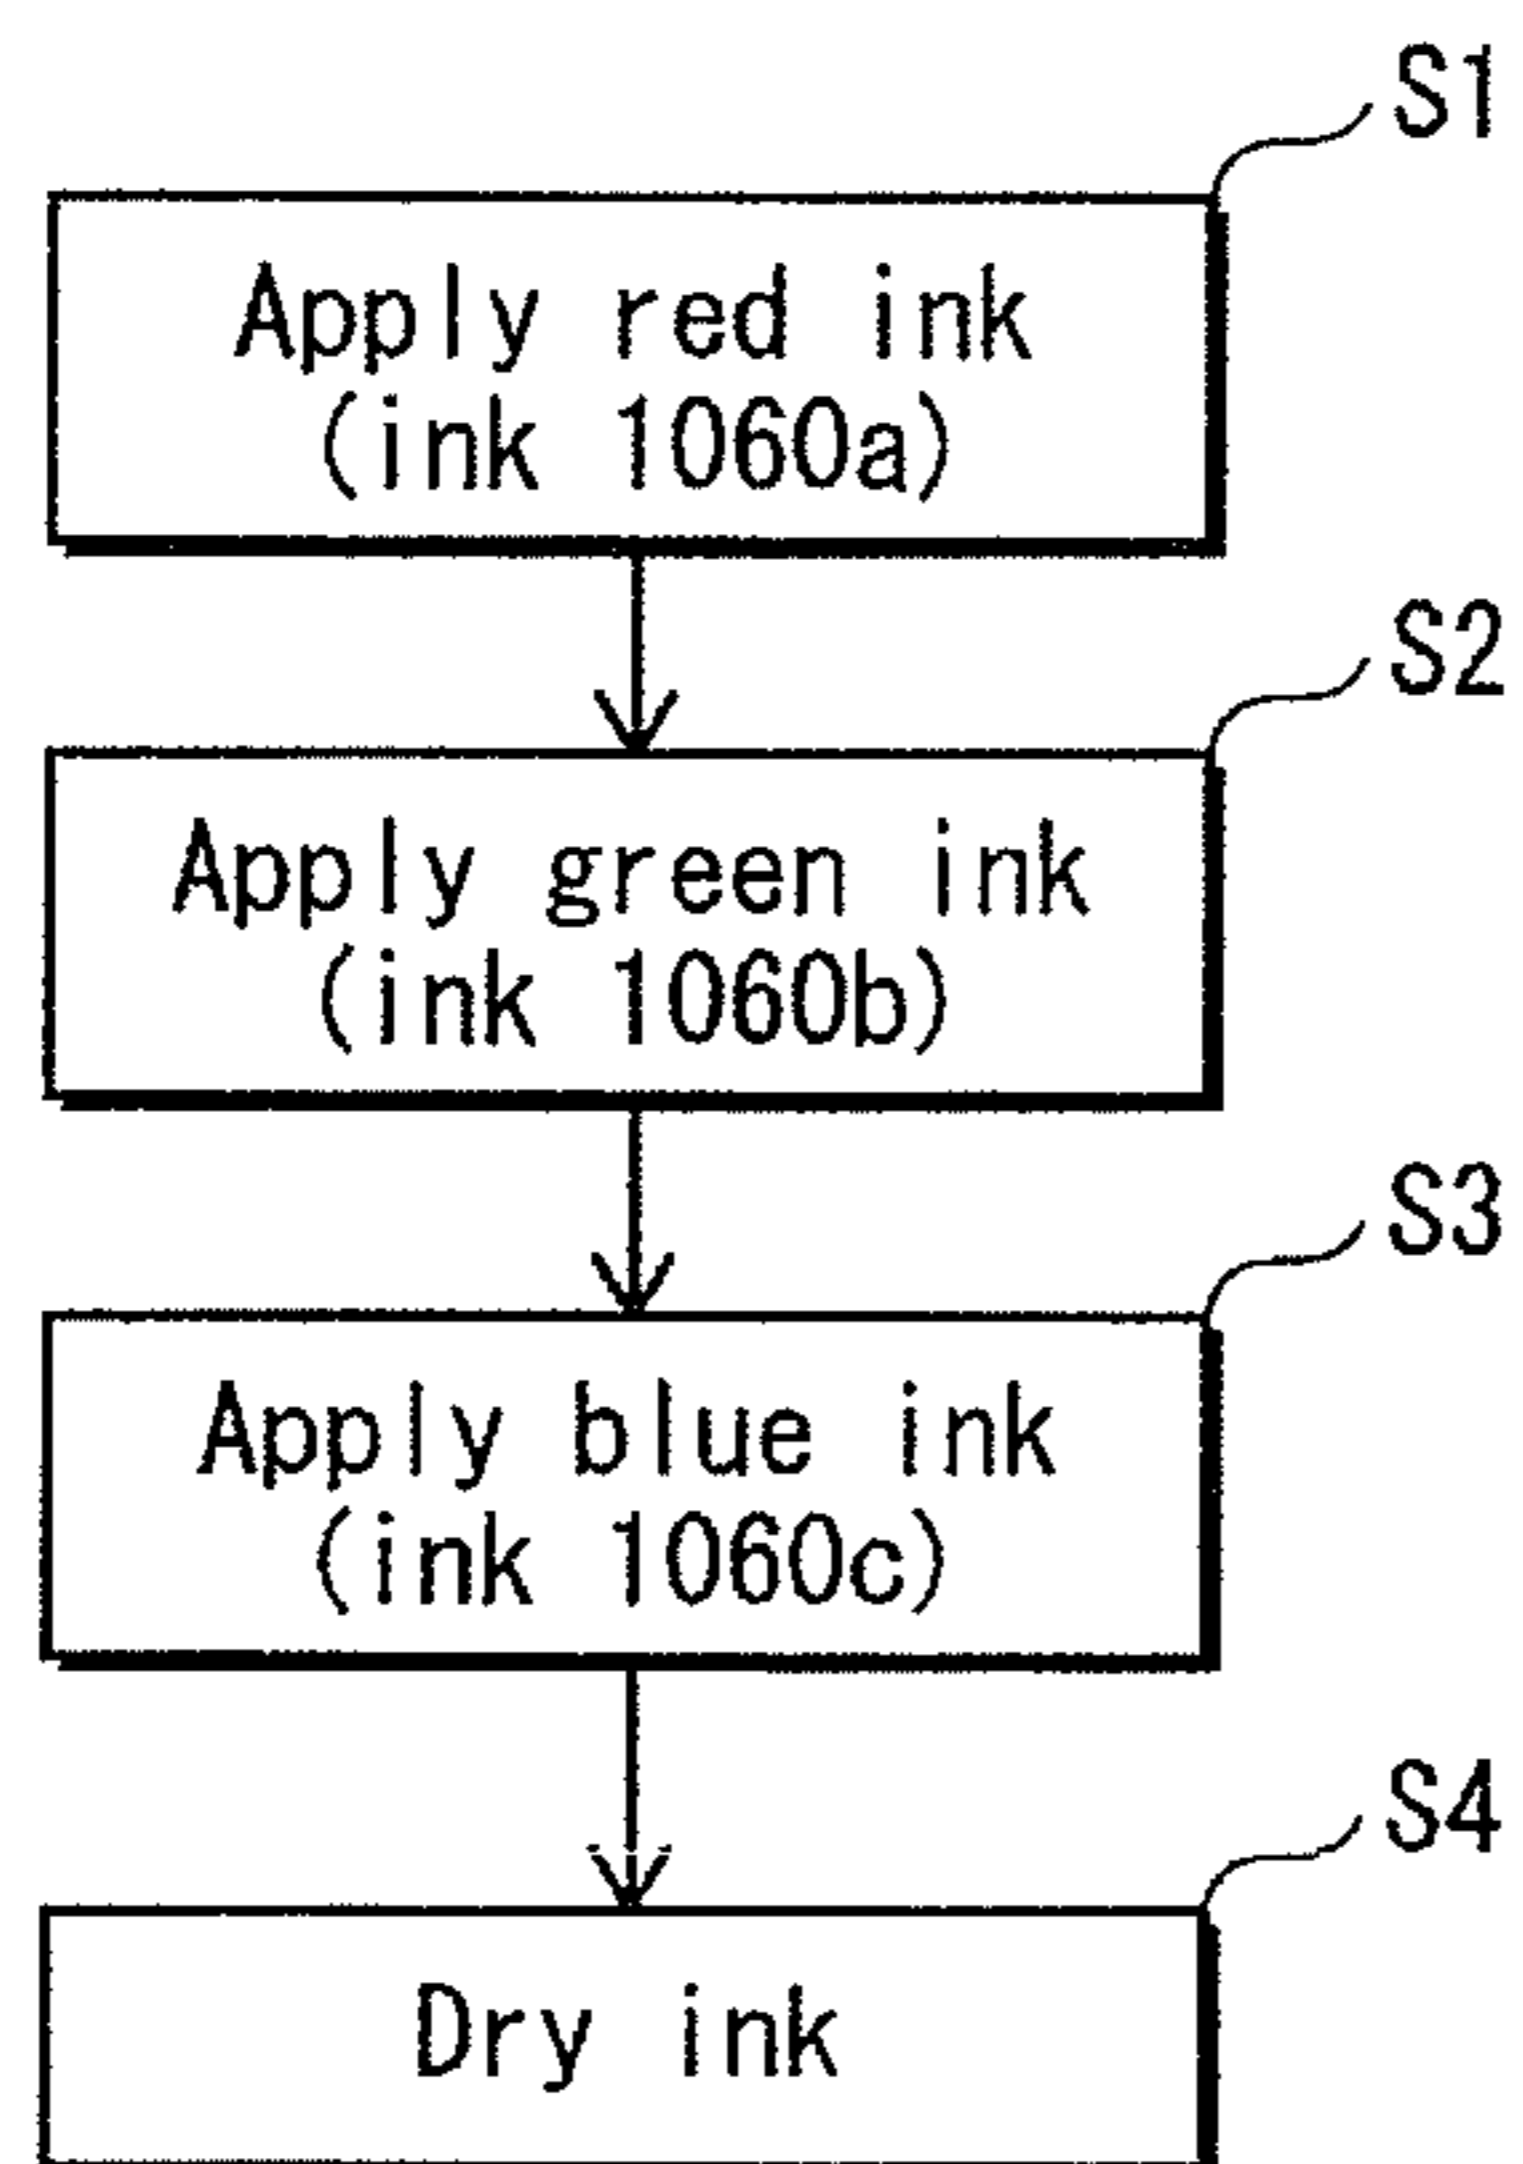 S1
Apply red ink
(ink 1060a)
S2
Apply green ink
(ink 1060b)
S3
Apply blue ink
(ink 1060c)
S4
Dry ink